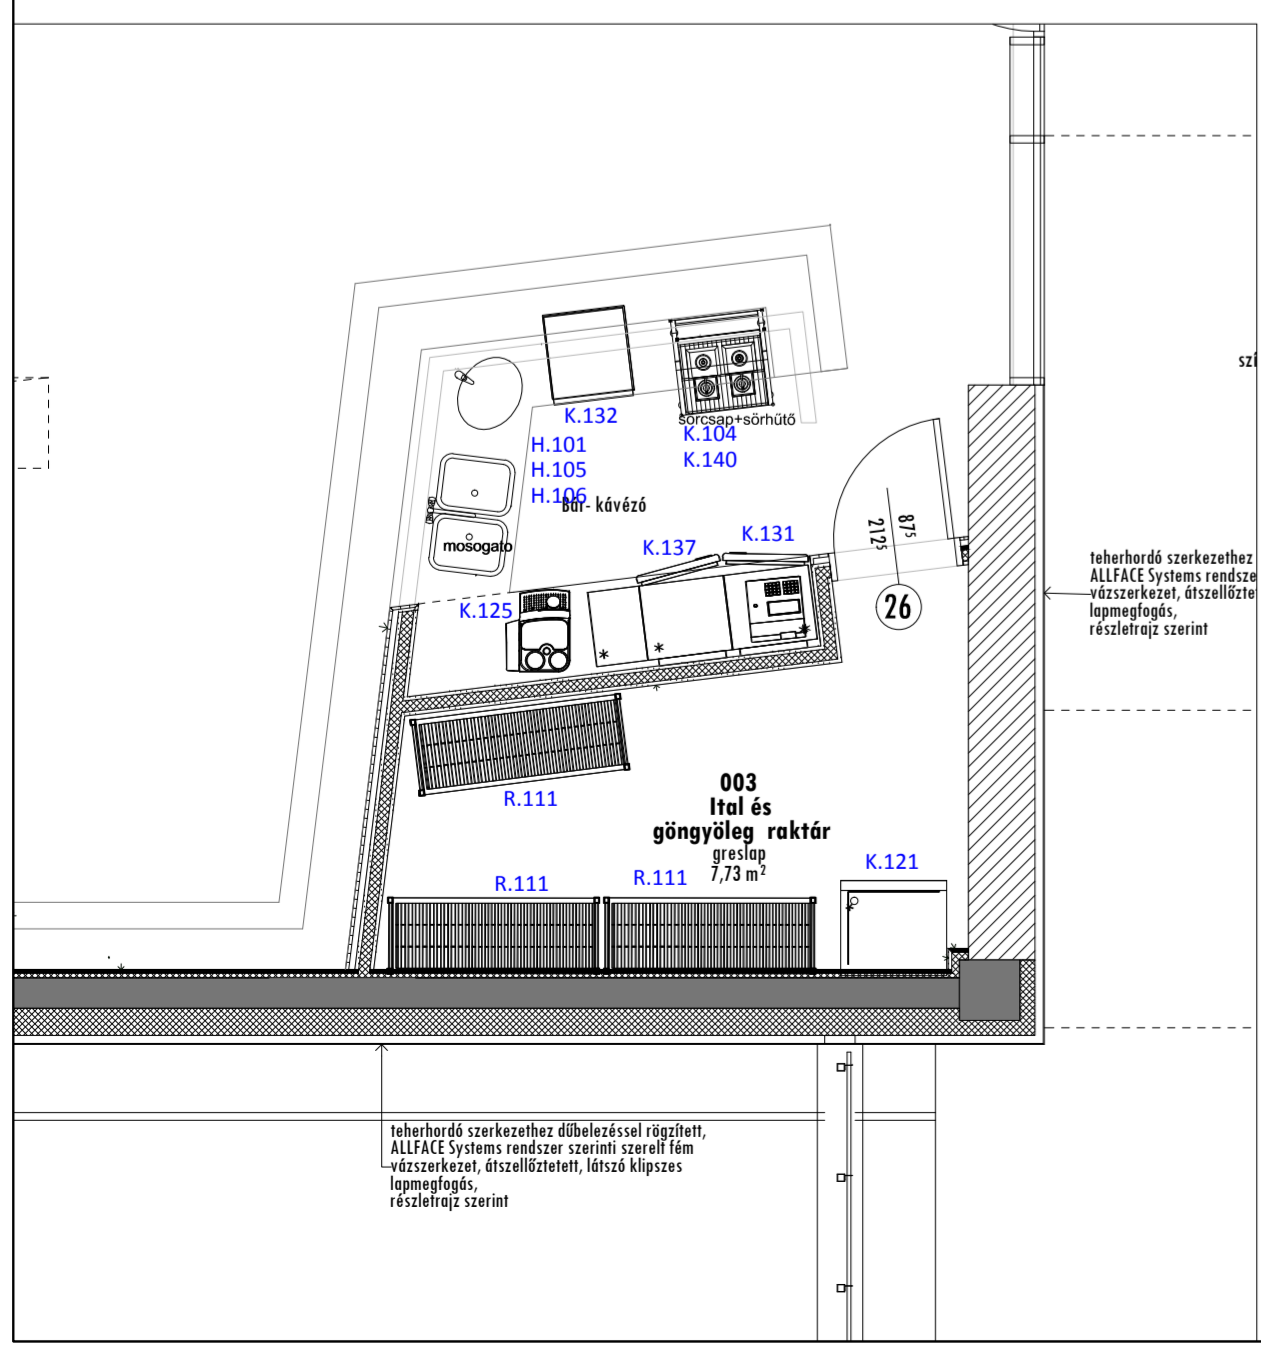 szí
K.132
sörcsap+sörhűtő
K.104
K.140
H.101
H.105
H.106
Bár- kávézó
mosogató
K.137
K.131
87⁵
212⁵
26
K.125
teherhordó szerkezethez
ALLFACE Systems rendsze
vázszerkezet, átszellőztet
lapmegfogás,
részletrajz szerint
R.111
003
Ital és
göngyöleg raktár
greslap
7,73 m²
R.111
R.111
K.121
teherhordó szerkezethez dűbelezéssel rögzített,
ALLFACE Systems rendszer szerinti szerelt fém
vázszerkezet, átszellőztetett, látszó klipszes
lapmegfogás,
részletrajz szerint